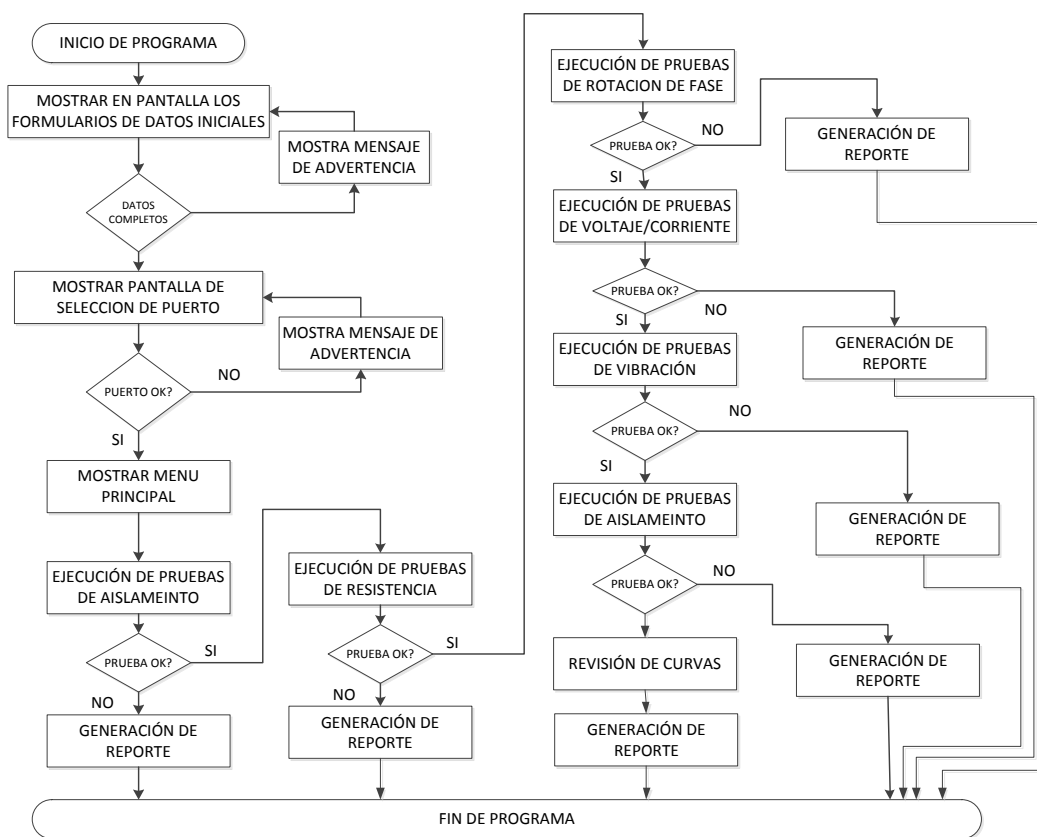 INICIO DE PROGRAMA
MOSTRAR EN PANTALLA LOS
FORMULARIOS DE DATOS INICIALES
MOSTRA MENSAJE
DE ADVERTENCIA
DATOS
COMPLETOS
MOSTRAR PANTALLA DE
SELECCION DE PUERTO
MOSTRA MENSAJE DE
ADVERTENCIA
PUERTO OK?
NO
SI
MOSTRAR MENU
PRINCIPAL
EJECUCIÓN DE PRUEBAS
DE AISLAMEINTO
PRUEBA OK?
SI
NO
GENERACIÓN DE
REPORTE
EJECUCIÓN DE PRUEBAS
DE RESISTENCIA
PRUEBA OK?
SI
NO
GENERACIÓN DE
REPORTE
EJECUCIÓN DE PRUEBAS
DE ROTACION DE FASE
PRUEBA OK?
NO
SI
GENERACIÓN DE
REPORTE
EJECUCIÓN DE PRUEBAS
DE VOLTAJE/CORRIENTE
PRUEBA OK?
NO
SI
GENERACIÓN DE
REPORTE
EJECUCIÓN DE PRUEBAS
DE VIBRACIÓN
PRUEBA OK?
NO
SI
GENERACIÓN DE
REPORTE
EJECUCIÓN DE PRUEBAS
DE AISLAMEINTO
PRUEBA OK?
NO
GENERACIÓN DE
REPORTE
REVISIÓN DE CURVAS
GENERACIÓN DE
REPORTE
FIN DE PROGRAMA